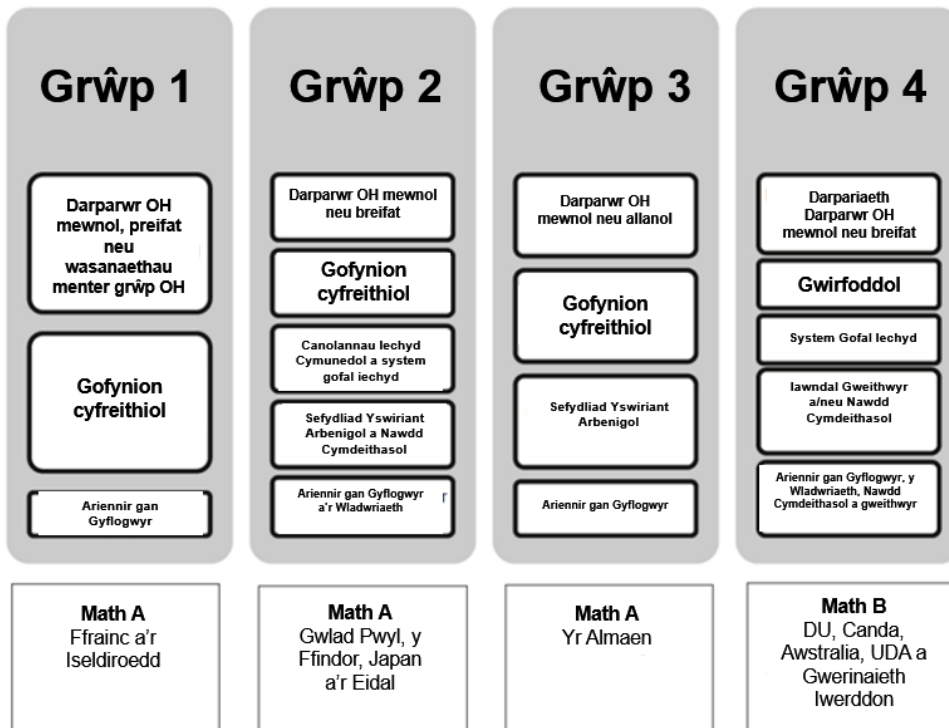 Grŵp 1
Darparwr OH
mewnol, preifat
neu
wasanaethau
menter grŵp OH
Gofynion
cyfreithiol
Ariennir gan
Gyflogwyr
Math A
Ffrainc a'r
Iseldiroedd
Grŵp 2
Darparwr OH mewnol
neu breifat
Gofynion
cyfreithiol
Canolannau Iechyd
Cymunedol a system
gofal iechyd
Sefydliad Yswiriant
Arbenigol a Nawdd
Cymdeithasol
Ariennir gan Gyflogwyr
a'r Wladwriaeth
r
Math A
Gwlad Pwyl, y
Ffindor, Japan
a'r Eidal
Grŵp 3
Darparwr OH
mewnol neu allanol
Gofynion
cyfreithiol
Sefydliad Yswiriant
Arbenigol
Ariennir gan Gyflogwyr
Math A
Yr Almaen
Grŵp 4
Darpariaeth
Darparwr OH
mewnol neu breifat
Gwirfoddol
System Gofal Iechyd
Iawndal Gweithwyr
a/neu Nawdd
Cymdeithasol
Ariennir gan Gyflogwyr, y
Wladwriaeth, Nawdd
Cymdeithasol a gweithwyr
Math B
DU, Canda,
Awstralia, UDA a
Gwerinaieth
Iwerddon